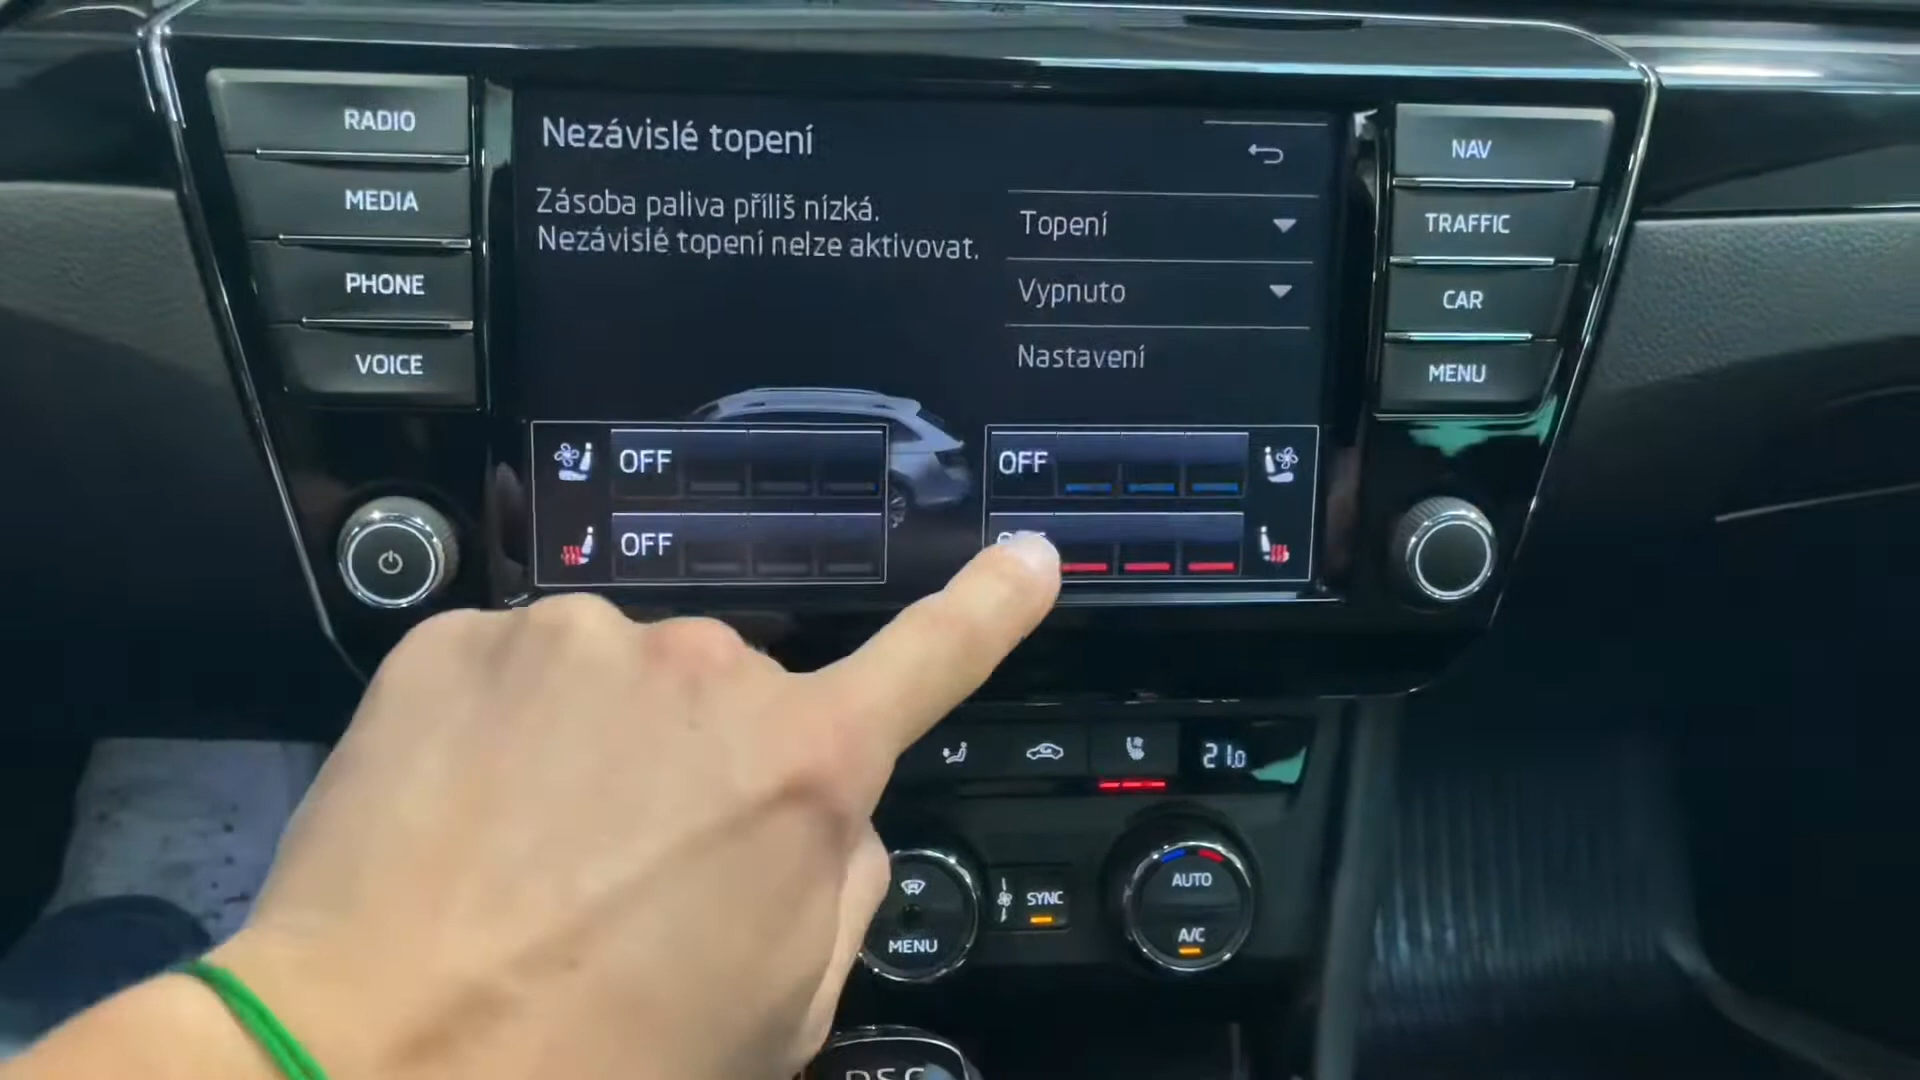 RADIO
MEDIA
PHONE
VOICE
Nezávislé topení
Zásoba paliva příliš nízká.
Nezávislé topení nelze aktivovat.
Topení
Vypnuto
Nastavení
OFF
OFF
OFF
NAV
TRAFFIC
CAR
MENU
21.0
MENU
SYNC
AUTO
A/C